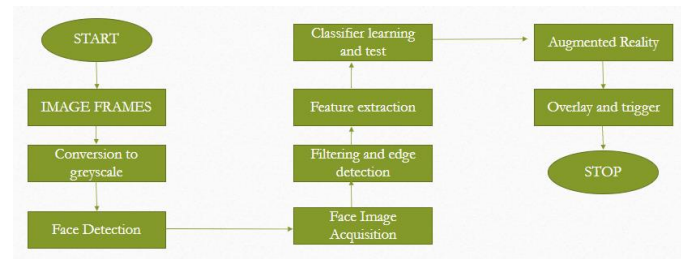 START
IMAGE FRAMES
Conversion to
greyscale
Face Detection
Face Image
Acquisition
Filtering and edge
detection
Feature extraction
Classifier learning
and test
Augmented Reality
Overlay and trigger
STOP